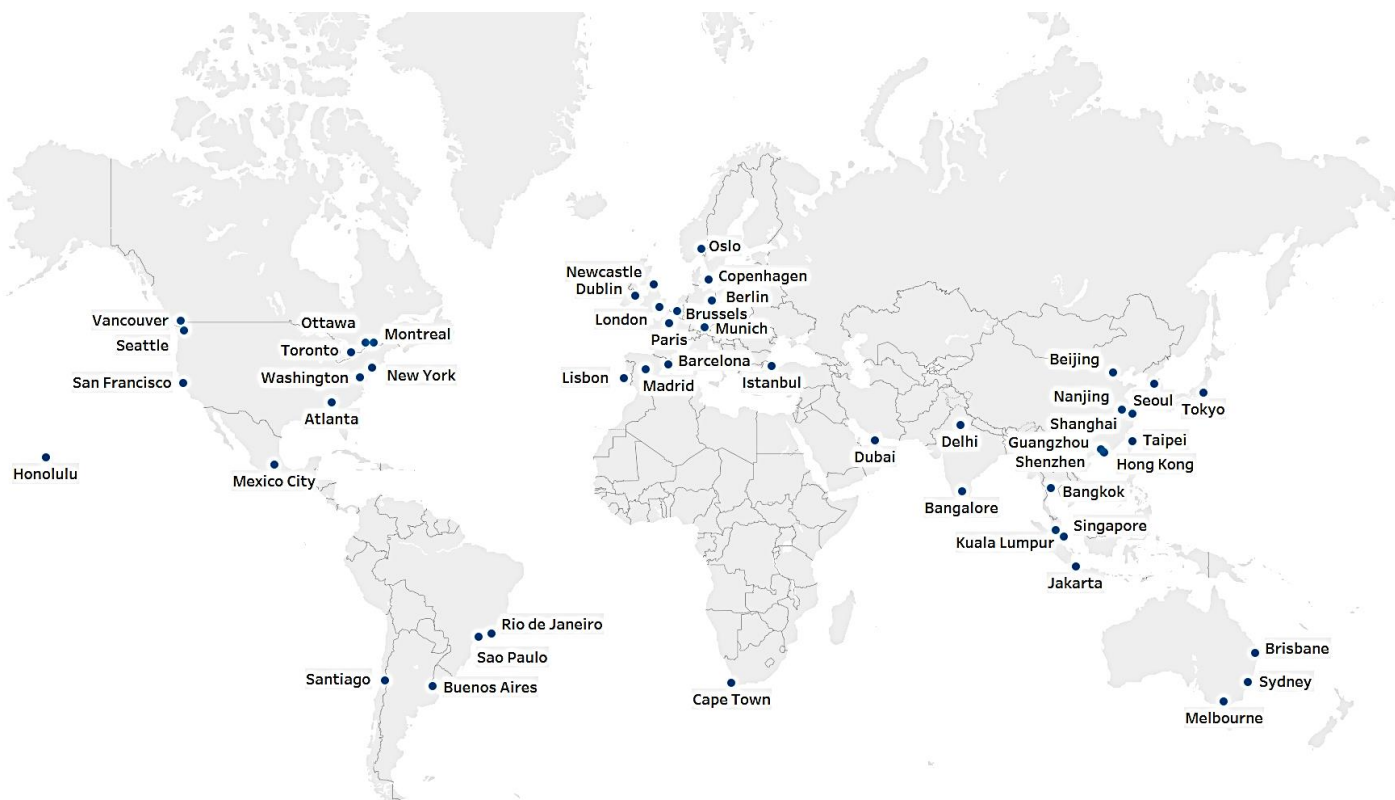 Oslo
Newcastle
Copenhagen
Dublin
Berlin
Brussels
London
Vancouver
Ottawa
Munich
Montreal
Seattle
Paris
Toronto
Barcelona
Beijing
Washington
New York
Lisbon
San Francisco
Madrid
Istanbul
Nanjing
Seoul
Tokyo
Atlanta
Shanghai
Delhi
Guangzhou
Taipei
Dubai
Shenzhen
Hong Kong
Honolulu
Mexico City
Bangkok
Bangalore
Singapore
Kuala Lumpur
Jakarta
Rio de Janeiro
Brisbane
Sao Paulo
Santiago
Sydney
Buenos Aires
Cape Town
Melbourne